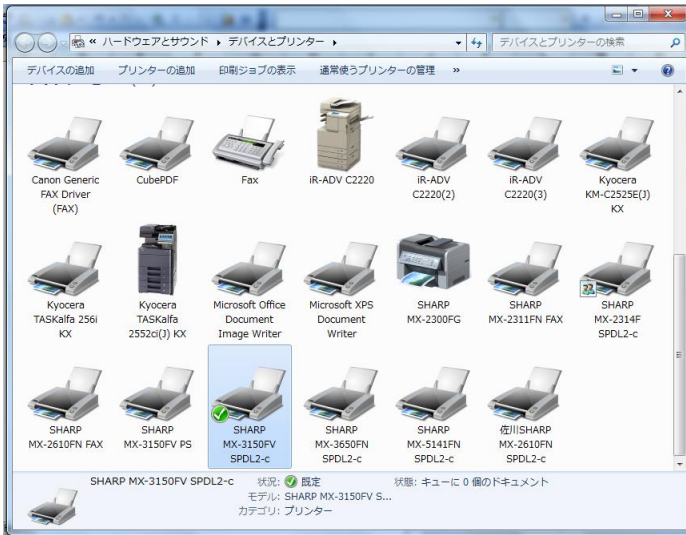 « ハードウェアとサウンド ▸ デバイスとプリンター ▸
デバイスとプリンターの検索
デバイスの追加 プリンターの追加 印刷ジョブの表示 通常使うプリンターの管理 »
Canon Generic
FAX Driver
(FAX)
CubePDF
Fax
iR-ADV C2220
iR-ADV
C2220(2)
iR-ADV
C2220(3)
Kyocera
KM-C2525E(J)
KX
Kyocera
TASKalfa 256i
KX
Kyocera
TASKalfa
2552ci(J) KX
Microsoft Office
Document
Image Writer
Microsoft XPS
Document
Writer
SHARP
MX-2300FG
SHARP
MX-2311FN FAX
SHARP
MX-2314F
SPDL2-c
SHARP
MX-2610FN FAX
SHARP
MX-3150FV PS
SHARP
MX-3150FV
SPDL2-c
SHARP
MX-3650FN
SPDL2-c
SHARP
MX-5141FN
SPDL2-c
佐川SHARP
MX-2610FN
SPDL2-c
SHARP MX-3150FV SPDL2-c 状況: 既定 状態: キューに 0 個のドキュメント
モデル: SHARP MX-3150FV S...
カテゴリ: プリンター